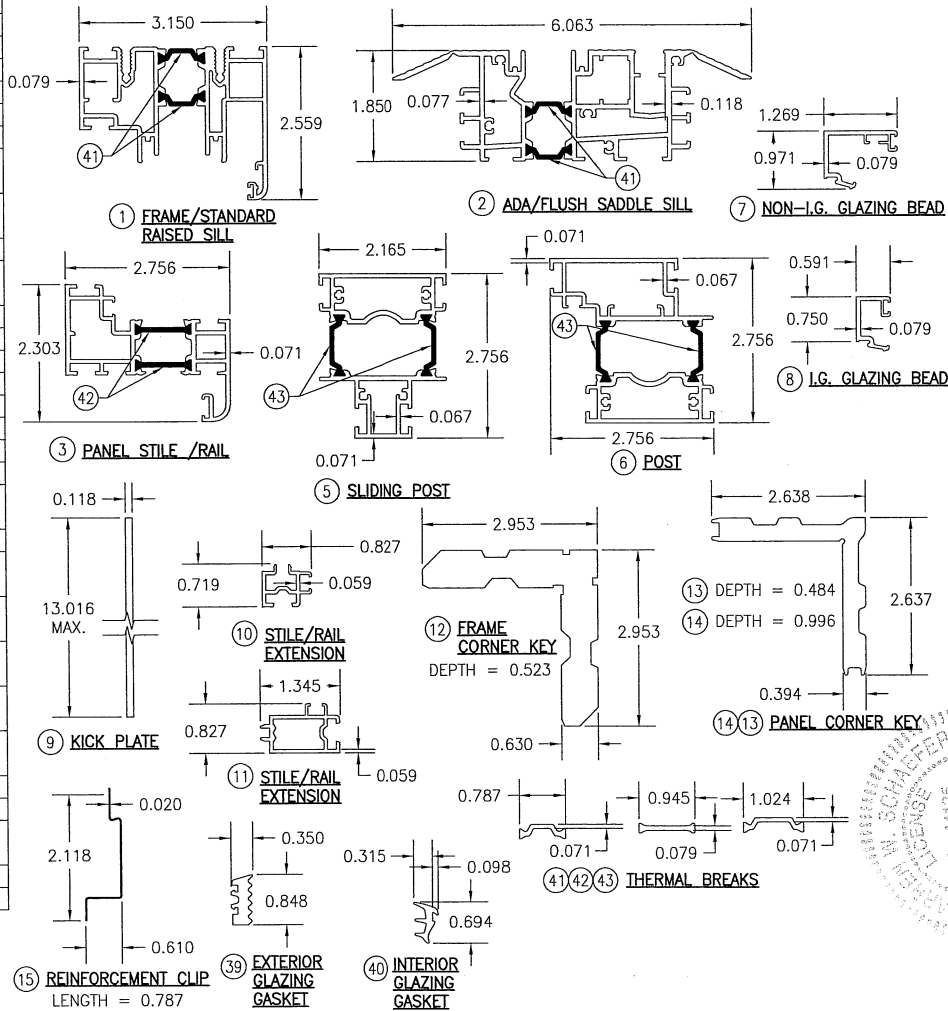 3.150
0.079
2.559
41
1 FRAME/STANDARD
RAISED SILL
6.063
1.850
0.077
0.118
41
2 ADA/FLUSH SADDLE SILL
1.269
0.971
0.079
7 NON-I.G. GLAZING BEAD
2.756
2.303
0.071
42
3 PANEL STILE /RAIL
2.165
2.756
43
0.067
0.071
5 SLIDING POST
0.071
0.067
43
2.756
2.756
6 POST
0.591
0.750
0.079
8 I.G. GLAZING BEAD
0.118
13.016
MAX.
9 KICK PLATE
0.827
0.719
0.059
10 STILE/RAIL
EXTENSION
1.345
0.827
0.059
11 STILE/RAIL
EXTENSION
2.953
2.953
12 FRAME
CORNER KEY
DEPTH = 0.523
0.630
2.638
13 DEPTH = 0.484
14 DEPTH = 0.996
2.637
0.394
14 13 PANEL CORNER KEY
0.020
2.118
0.610
15 REINFORCEMENT CLIP
LENGTH = 0.787
0.350
0.848
39 EXTERIOR
GLAZING
GASKET
0.315
0.098
0.694
40 INTERIOR
GLAZING
GASKET
0.787
0.945
1.024
0.071
0.079
0.071
41 42 43 THERMAL BREAKS
W. SCHAEFER
LICENSE